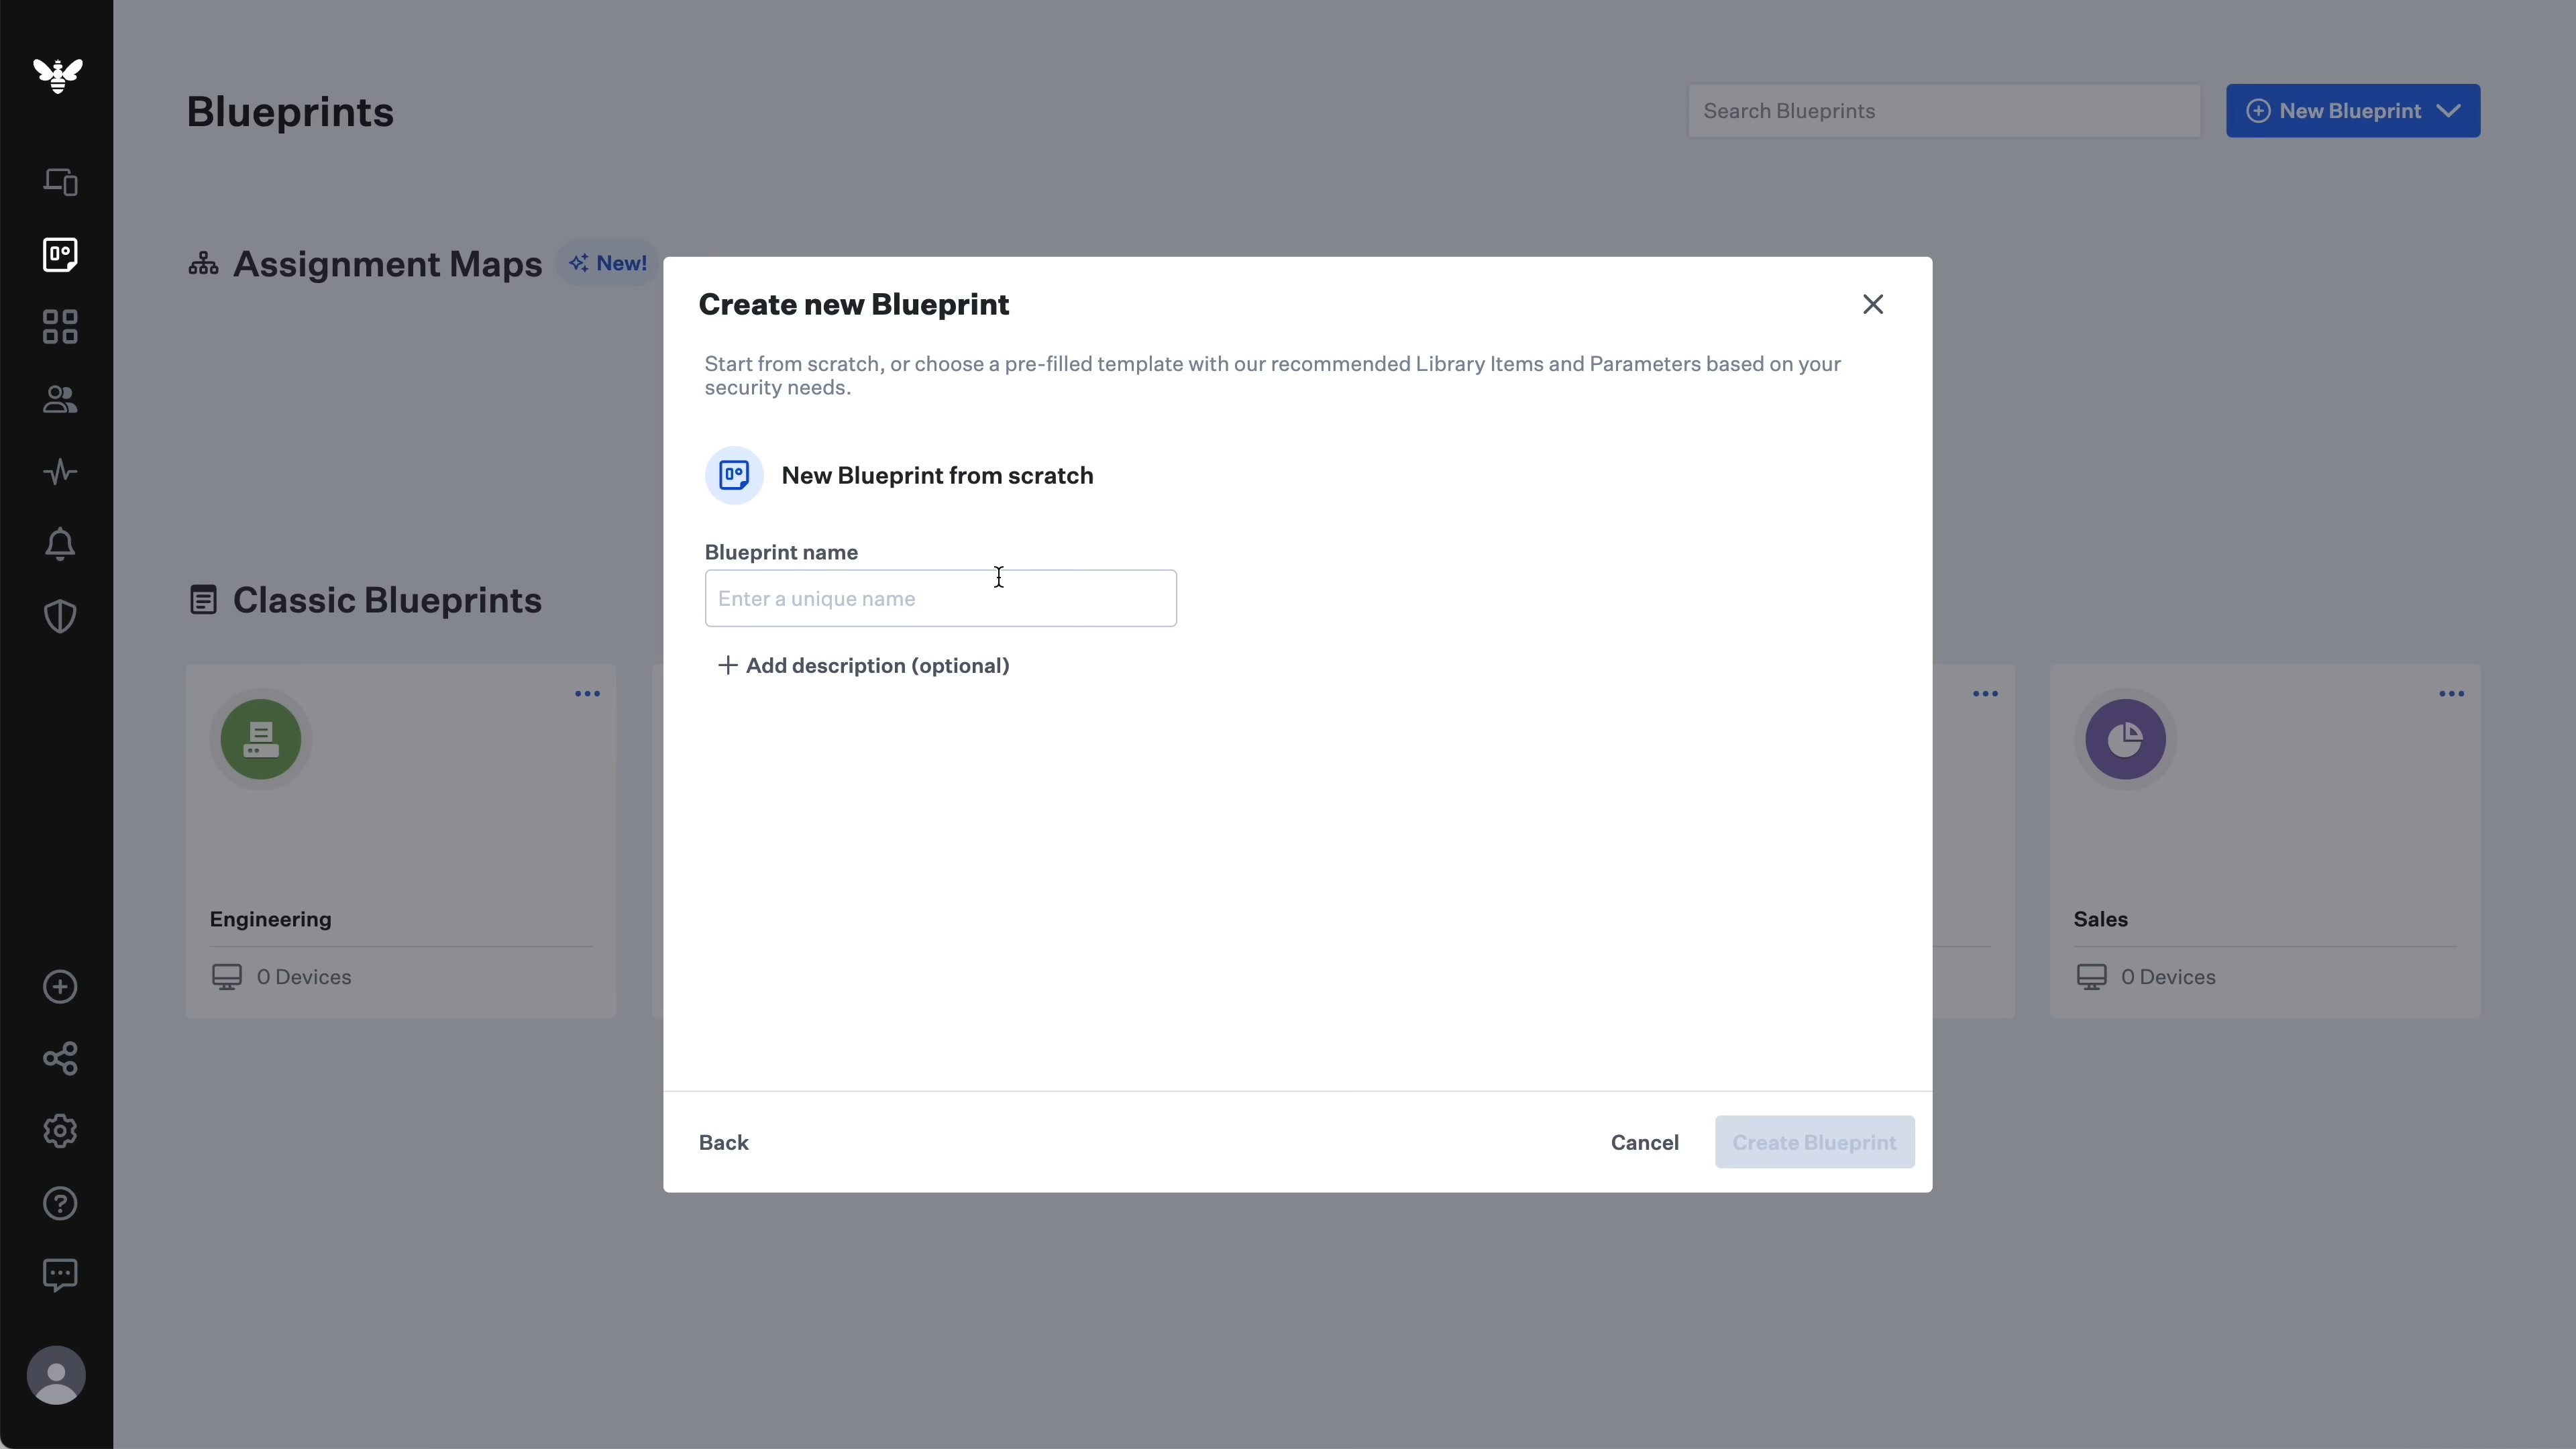 Blueprints
Search Blueprints
New Blueprint
Assignment Maps
New!
Create new Blueprint
Start from scratch, or choose a pre-filled template with our recommended Library Items and Parameters based on your
security needs.
New Blueprint from scratch
Blueprint name
Enter a unique name
Add description (optional)
Classic Blueprints
Engineering
0 Devices
Sales
0 Devices
Back
Cancel
Create Blueprint